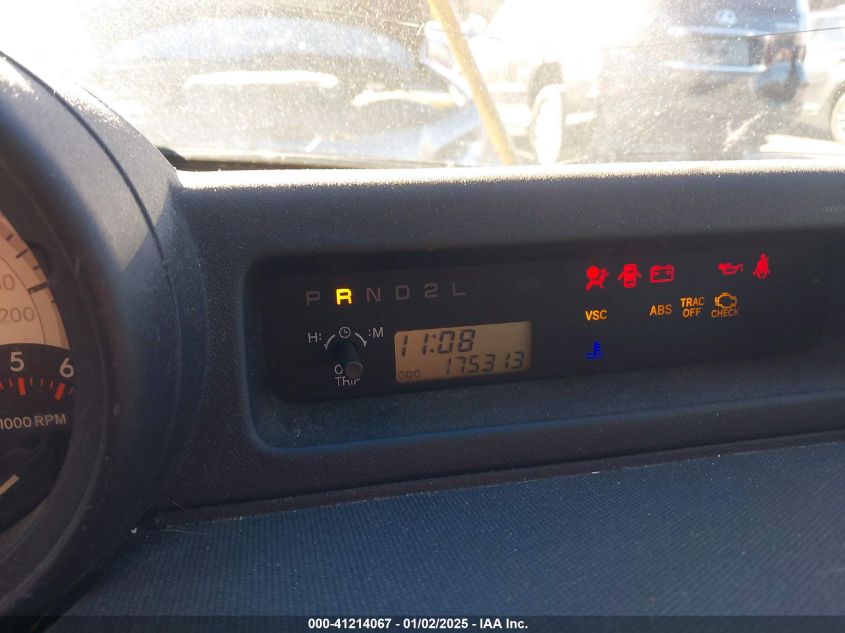 P R N D 2 L
H: :M
11:08
ODO 175313
TRIP
VSC
ABS
TRAC OFF
CHECK
200
5 6
1000 RPM
000-41214067 - 01/02/2025 - IAA Inc.